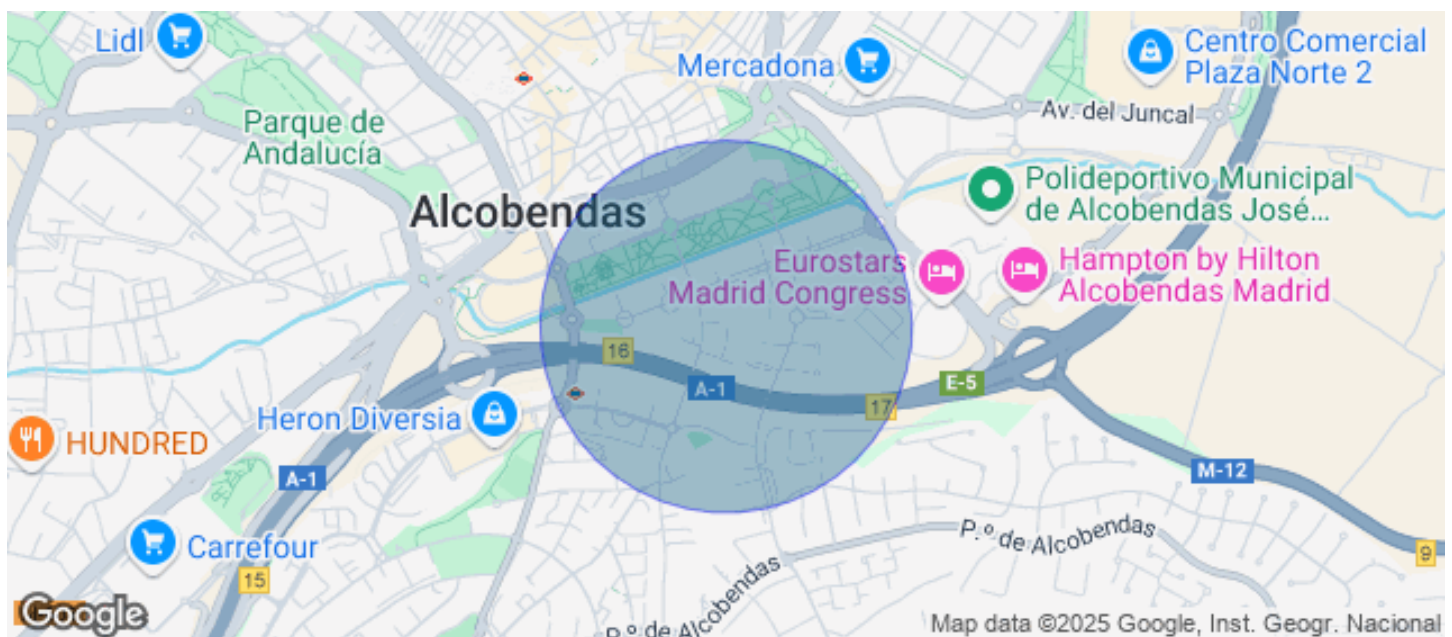 Lidl
Mercadona
Centro Comercial
Plaza Norte 2
Av. del Juncal
Parque de
Andalucía
Alcobendas
Polideportivo Municipal
de Alcobendas José...
Eurostars
Madrid Congress
Hampton by Hilton
Alcobendas Madrid
16
A-1
17
E-5
Heron Diversia
HUNDRED
A-1
M-12
Carrefour
15
P.º de Alcobendas
9
P.º de Alcobendas
Google
Map data ©2025 Google, Inst. Geogr. Nacional